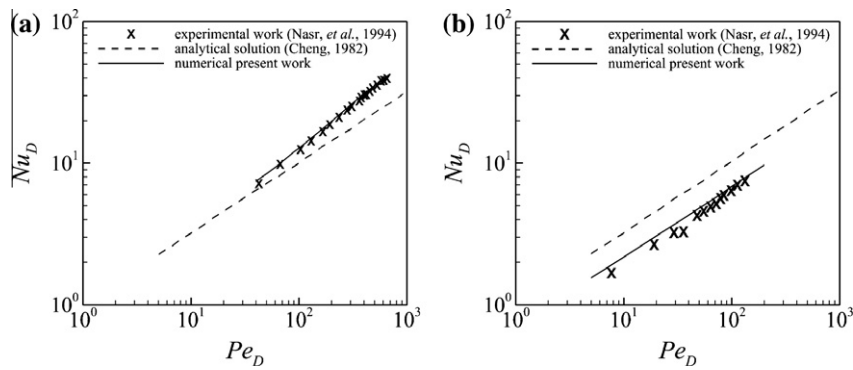 (a)
10²
10¹
10⁰
Nu_D
x experimental work (Nasr, et al., 1994)
analytical solution (Cheng, 1982)
numerical present work
10⁰ 10¹ 10² 10³
Pe_D
(b)
10²
10¹
10⁰
Nu_D
x experimental work (Nasr, et al., 1994)
analytical solution (Cheng, 1982)
numerical present work
10⁰ 10¹ 10² 10³
Pe_D